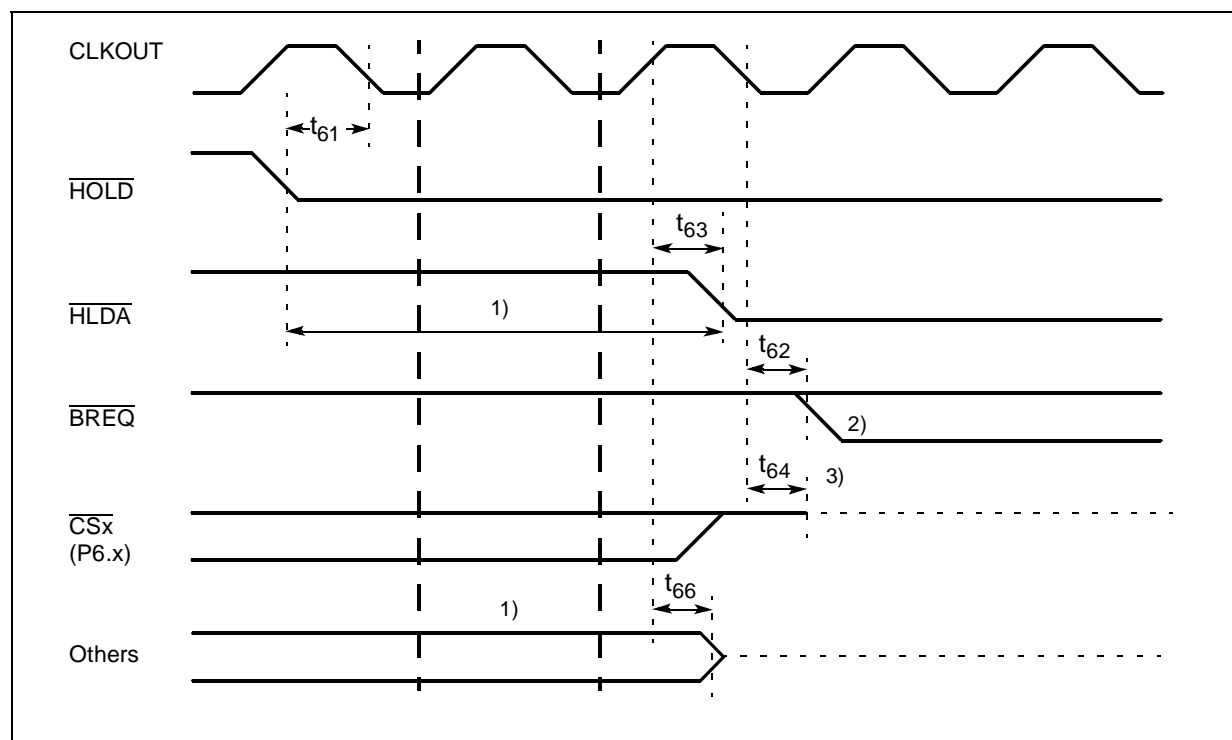 CLKOUT
t61
HOLD
t63
HLDA
1)
t62
BREQ
2)
t64
3)
CSx
(P6.x)
t66
1)
Others